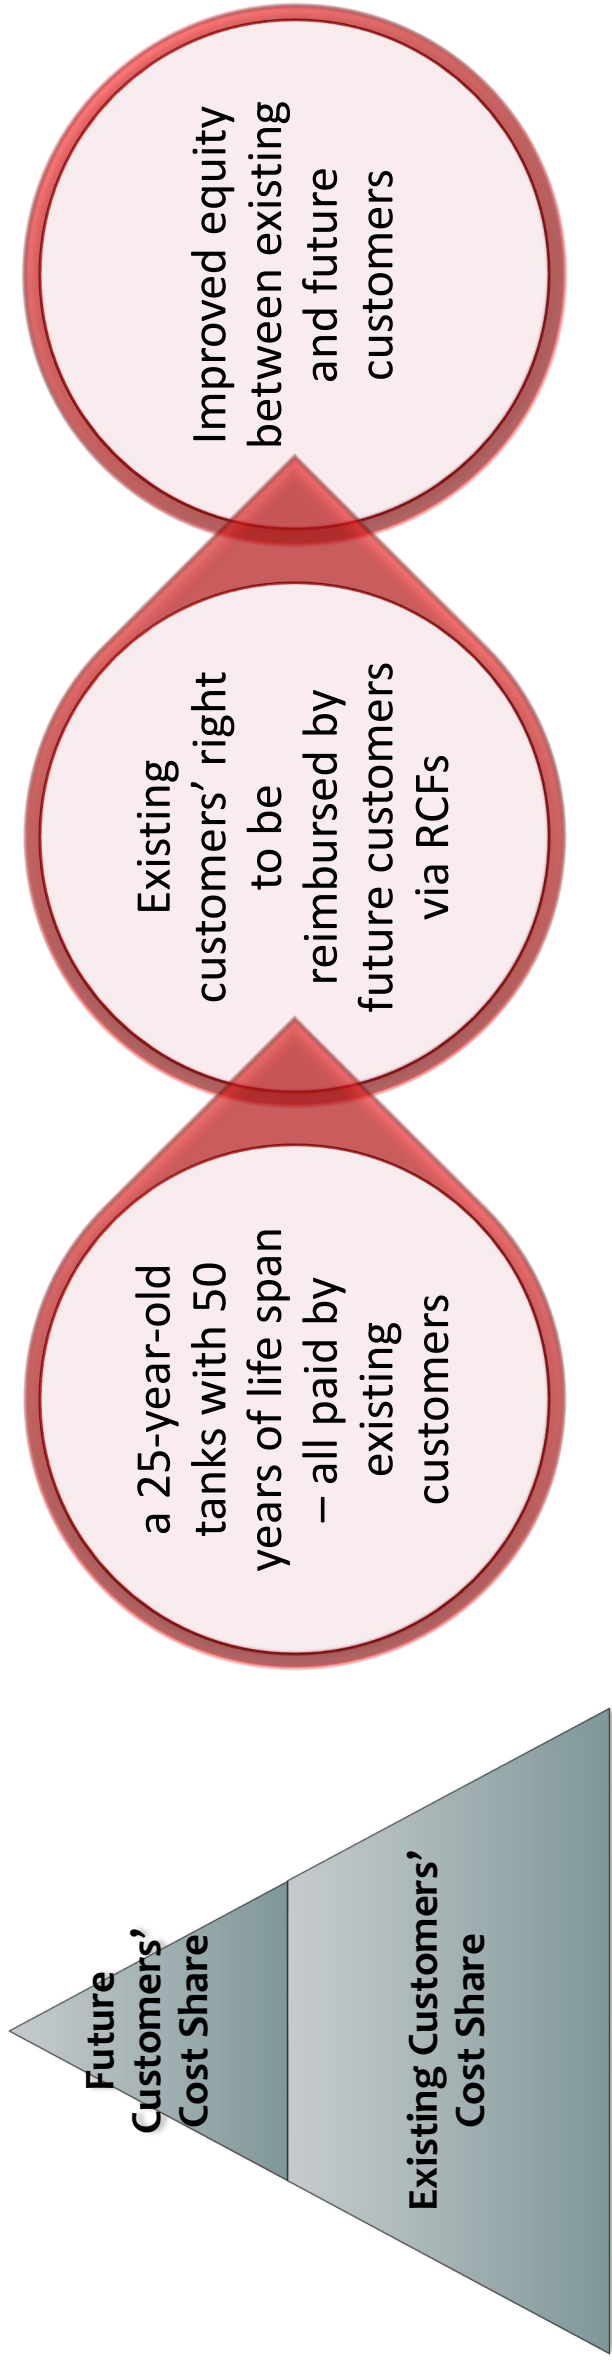 Future
Customers’
Cost Share
Existing Customers’
Cost Share
a 25-year-old
tanks with 50
years of life span
– all paid by
existing
customers
Existing
customers’ right
to be
reimbursed by
future customers
via RCFs
Improved equity
between existing
and future
customers